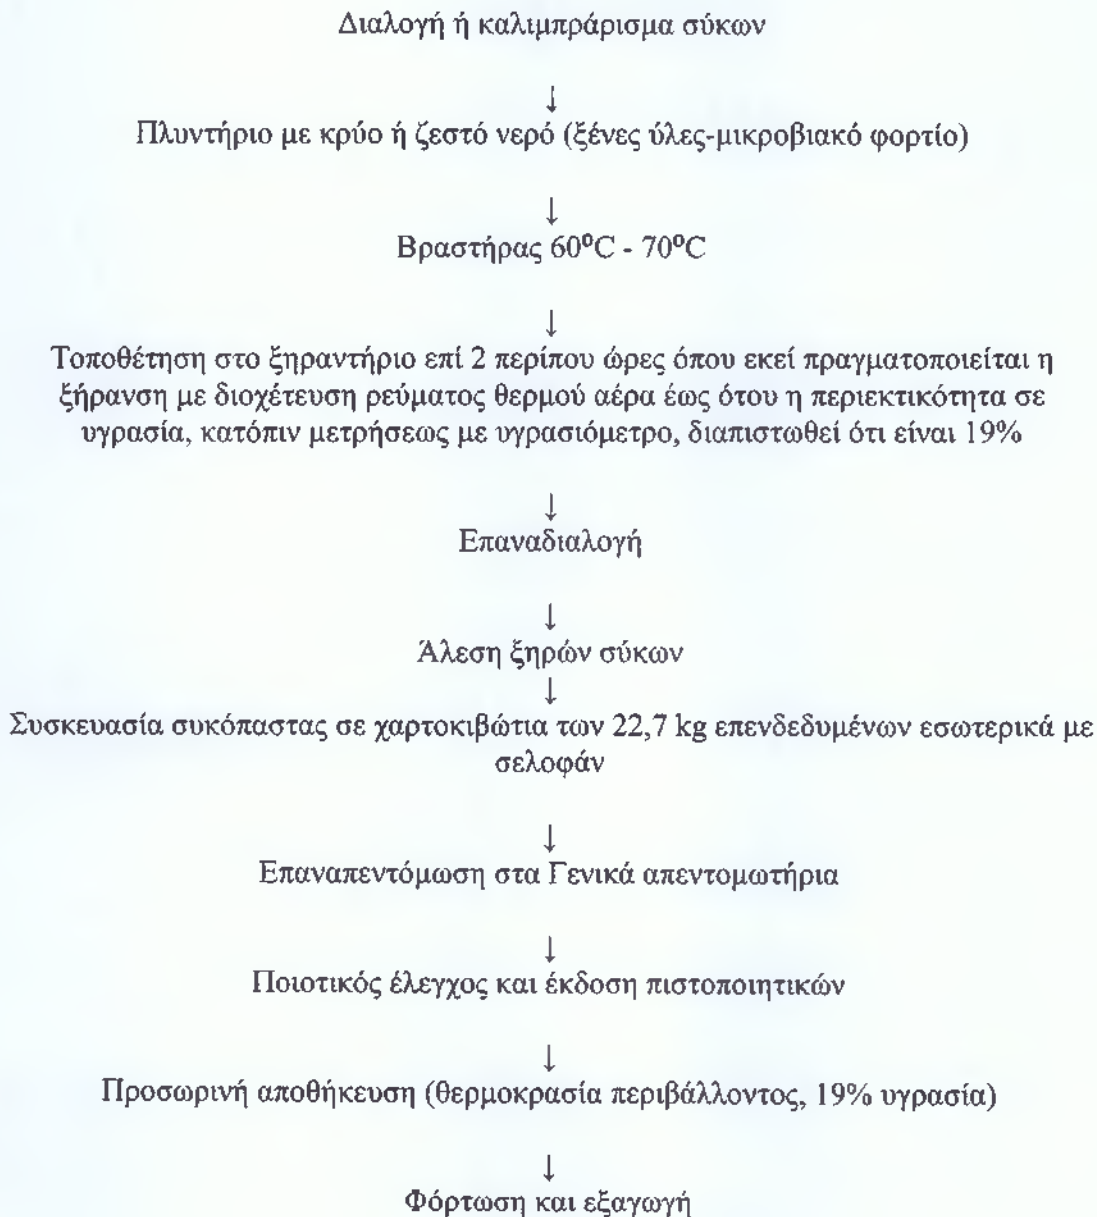 Διαλογή ή καλιμπράρισμα σύκων
↓
Πλυντήριο με κρύο ή ζεστό νερό (ξένες ύλες-μικροβιακό φορτίο)
↓
Βραστήρας 60⁰C - 70⁰C
↓
Τοποθέτηση στο ξηραντήριο επί 2 περίπου ώρες όπου εκεί πραγματοποιείται η
ξήρανση με διοχέτευση ρεύματος θερμού αέρα έως ότου η περιεκτικότητα σε
υγρασία, κατόπιν μετρήσεως με υγρασιόμετρο, διαπιστωθεί ότι είναι 19%
↓
Επαναδιαλογή
↓
Άλεση ξηρών σύκων
↓
Συσκευασία συκόπαστας σε χαρτοκιβώτια των 22,7 kg επενδεδυμένων εσωτερικά με
σελοφάν
↓
Επαναπεντόμωση στα Γενικά απεντομωτήρια
↓
Ποιοτικός έλεγχος και έκδοση πιστοποιητικών
↓
Προσωρινή αποθήκευση (θερμοκρασία περιβάλλοντος, 19% υγρασία)
↓
Φόρτωση και εξαγωγή